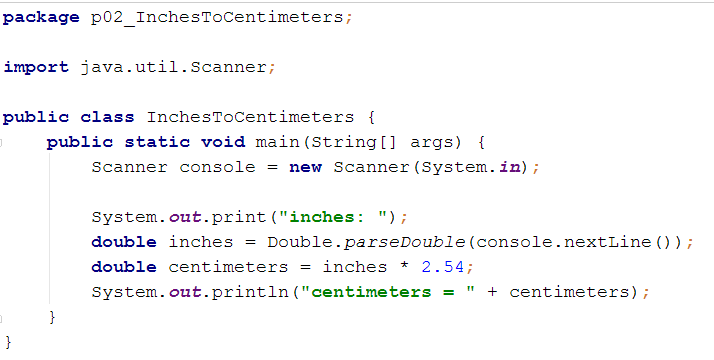 package p02_InchesToCentimeters;
import java.util.Scanner;
public class InchesToCentimeters {
public static void main(String[] args) {
Scanner console = new Scanner(System.in);
System.out.print("inches: ");
double inches = Double.parseDouble(console.nextLine());
double centimeters = inches * 2.54;
System.out.println("centimeters = " + centimeters);
}
}